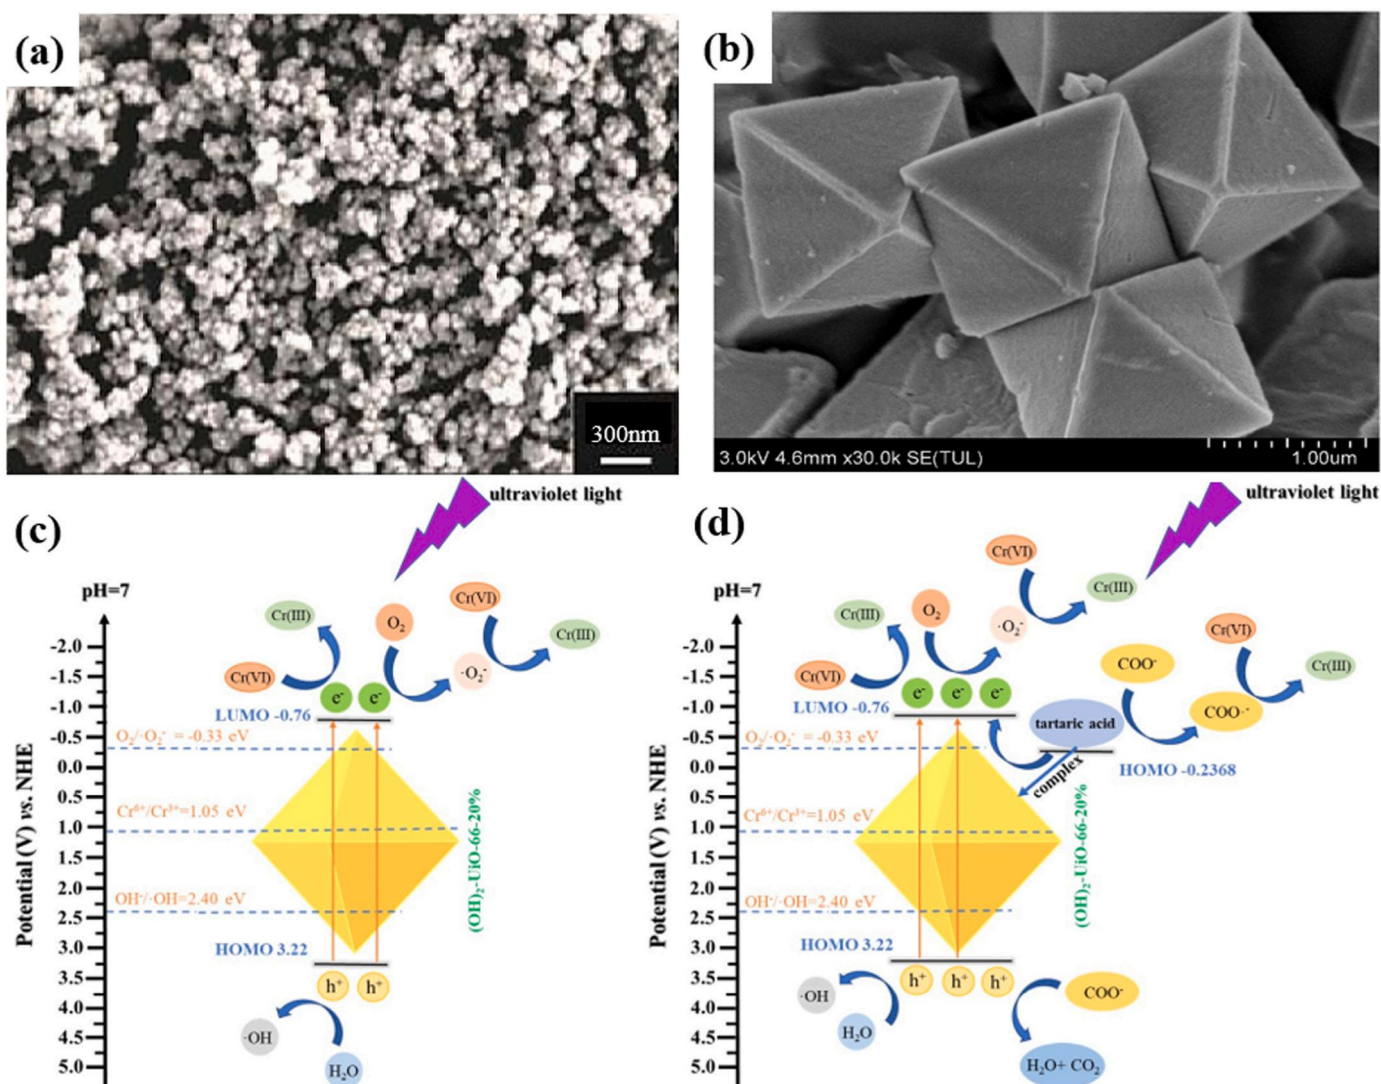 (a)
300nm
(b)
3.0kV 4.6mm x30.0k SE(TUL)
1.00um
(c)
ultraviolet light
pH=7
Cr(VI)
Cr(III)
O₂
Cr(III)
-2.0
-1.5
-1.0
-0.5
0.0
0.5
1.0
1.5
2.0
2.5
3.0
3.5
4.0
4.5
5.0
Potential (V) vs. NHE
Cr(VI)
·O₂⁻
e⁻ e⁻
LUMO -0.76
O₂/·O₂⁻ = -0.33 eV
Cr⁶⁺/Cr³⁺=1.05 eV
OH⁻/·OH=2.40 eV
(OH)₂-UiO-66-20%
HOMO 3.22
h⁺ h⁺
·OH
H₂O
(d)
ultraviolet light
pH=7
Cr(VI)
Cr(III)
Cr(III)
O₂
·O₂⁻
Cr(VI)
-2.0
-1.5
-1.0
-0.5
0.0
0.5
1.0
1.5
2.0
2.5
3.0
3.5
4.0
4.5
5.0
Potential (V) vs. NHE
Cr(VI)
COO⁻
Cr(III)
e⁻ e⁻ e⁻
LUMO -0.76
tartaric acid
COO·⁻
O₂/·O₂⁻ = -0.33 eV
complex
HOMO -0.2368
Cr⁶⁺/Cr³⁺=1.05 eV
OH⁻/·OH=2.40 eV
(OH)₂-UiO-66-20%
HOMO 3.22
h⁺ h⁺ h⁺
·OH
H₂O
COO⁻
H₂O+ CO₂